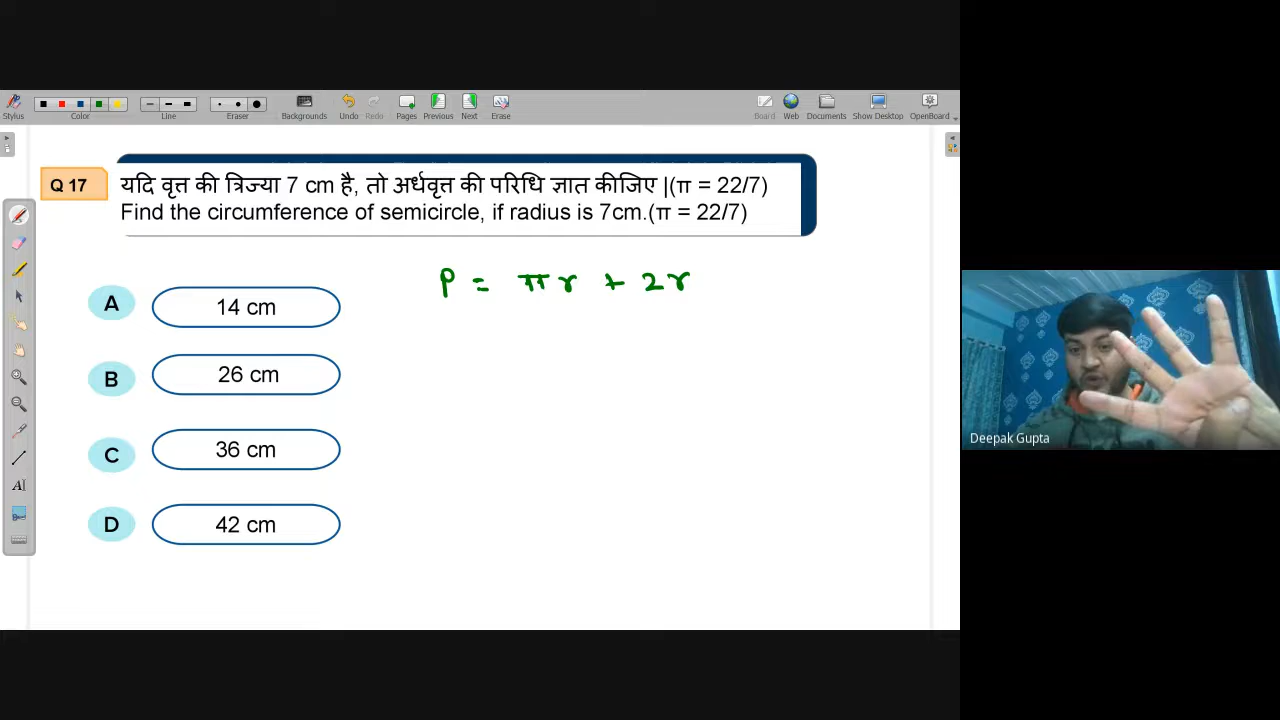 Stylus
Color
Line
Eraser
Backgrounds
Undo
Redo
Pages
Previous
Next
Erase
Board
Web
Documents
Show Desktop
OpenBoard
Q 17
यदि वृत्त की त्रिज्या 7 cm है, तो अर्धवृत्त की परिधि ज्ञात कीजिए |(π = 22/7)
Find the circumference of semicircle, if radius is 7cm.(π = 22/7)
P = πr + 2r
A 14 cm
B 26 cm
C 36 cm
D 42 cm
Deepak Gupta